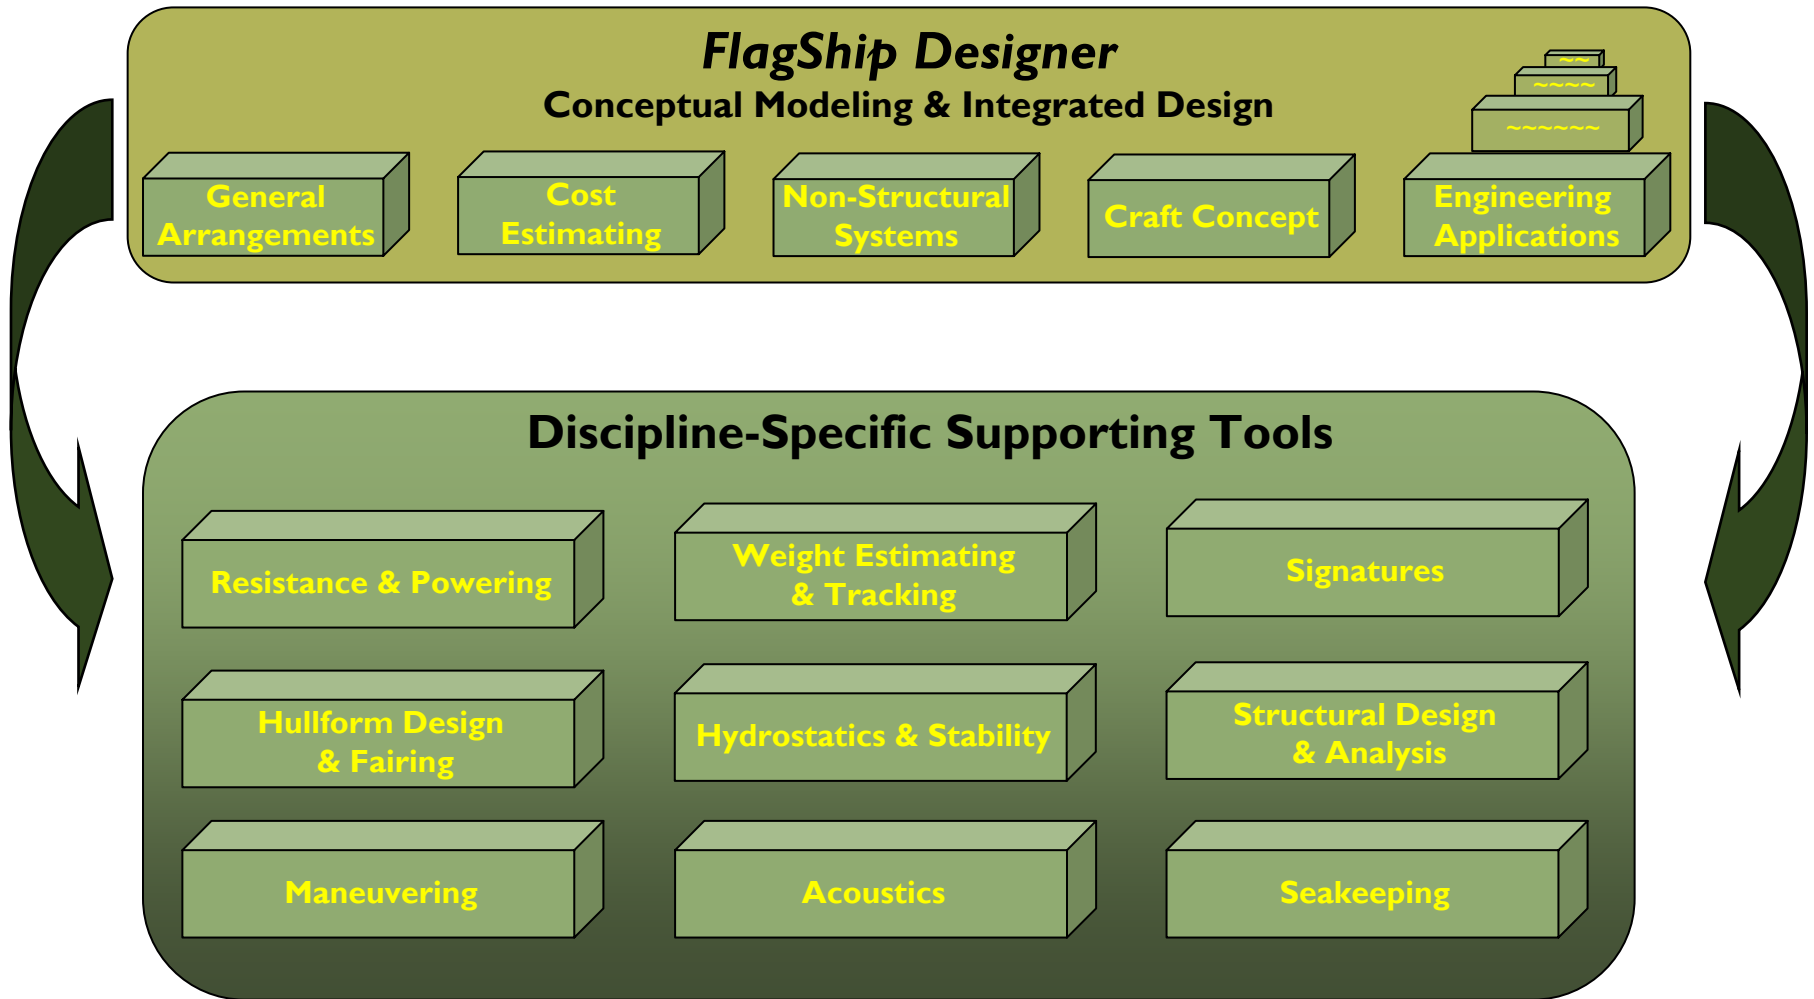 FlagShip Designer
Conceptual Modeling & Integrated Design
~~
~~~~
~~~~~~
General
Arrangements
Cost
Estimating
Non-Structural
Systems
Craft Concept
Engineering
Applications
Discipline-Specific Supporting Tools
Resistance & Powering
Weight Estimating
& Tracking
Signatures
Hullform Design
& Fairing
Hydrostatics & Stability
Structural Design
& Analysis
Maneuvering
Acoustics
Seakeeping